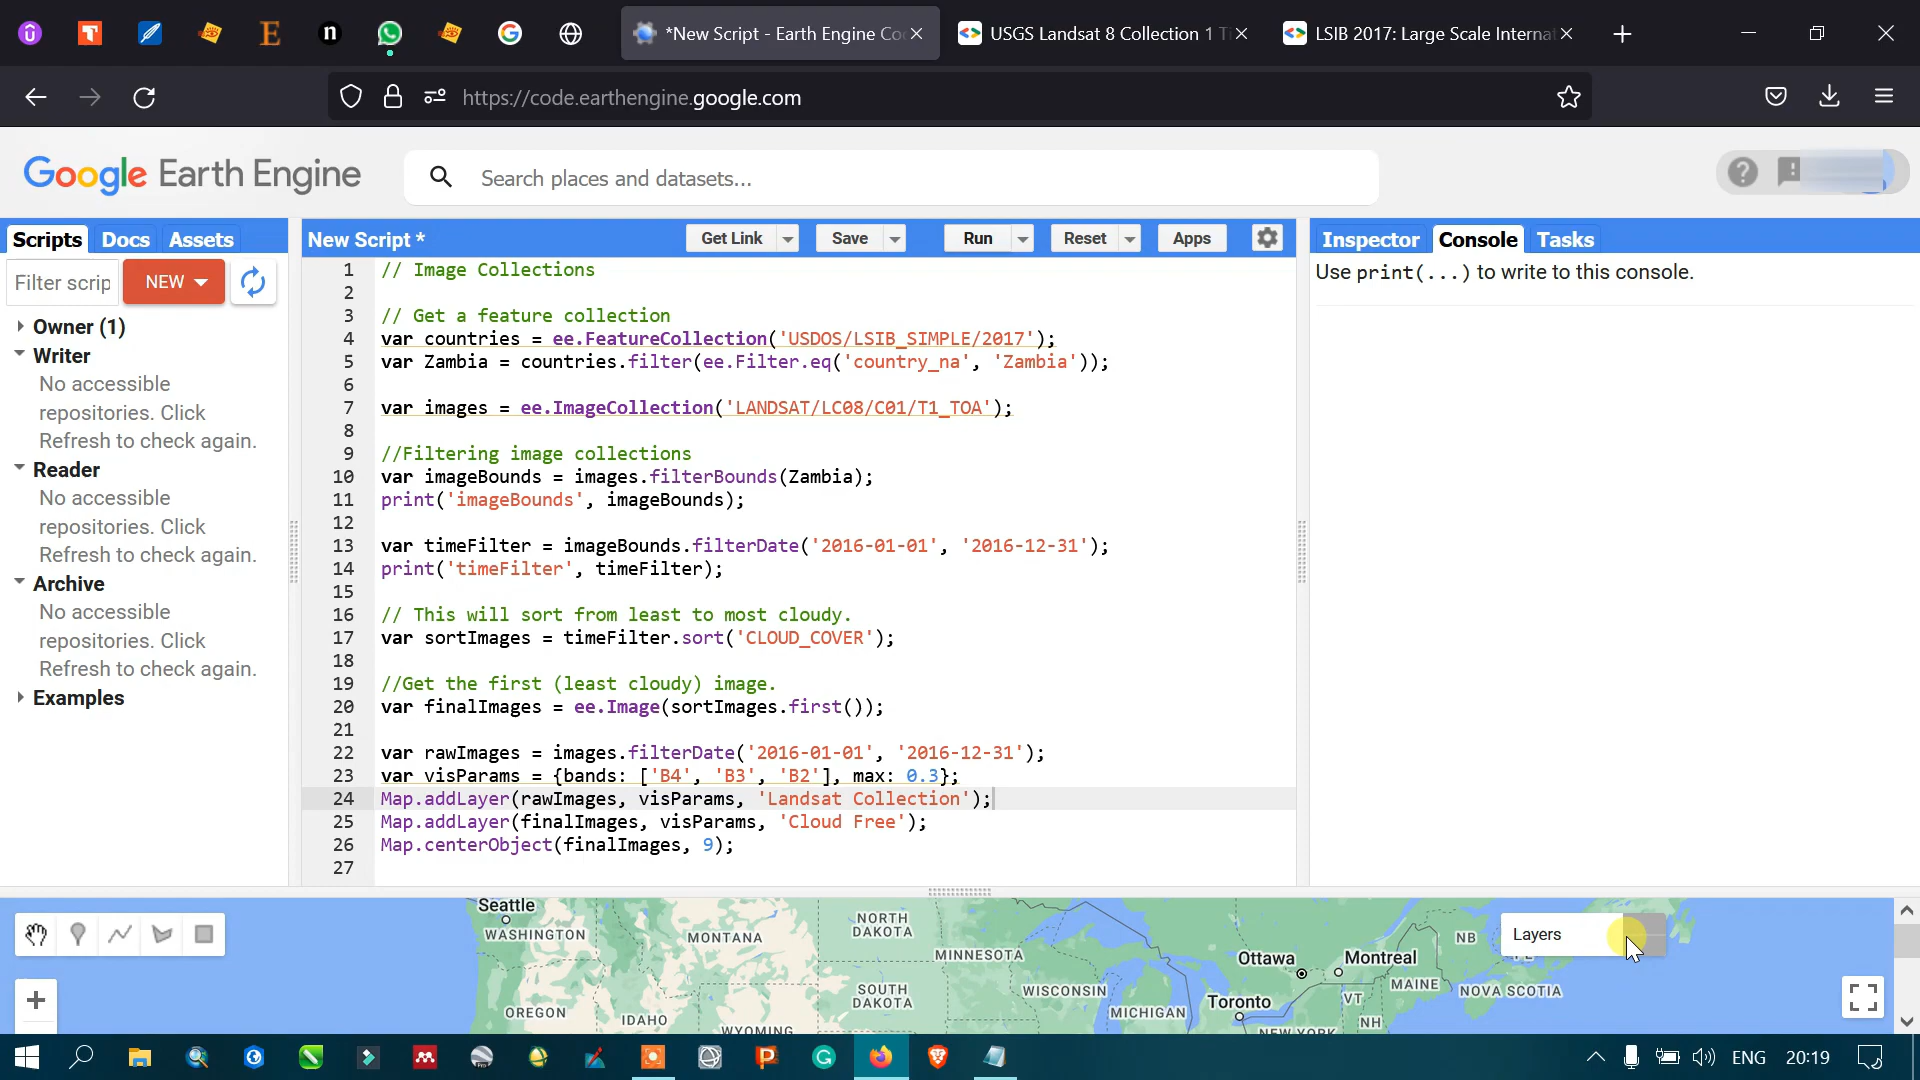 *New Script - Earth Engine Co
USGS Landsat 8 Collection 1 Ti
LSIB 2017: Large Scale Internat
https://code.earthengine.google.com
Google Earth Engine
Search places and datasets...
Scripts Docs Assets
New Script *
Get Link
Save
Run
Reset
Apps
Inspector Console Tasks
Filter scrip
NEW
Owner (1)
Writer
No accessible
repositories. Click
Refresh to check again.
Reader
No accessible
repositories. Click
Refresh to check again.
Archive
No accessible
repositories. Click
Refresh to check again.
Examples
1 // Image Collections
2
3 // Get a feature collection
4 var countries = ee.FeatureCollection('USDOS/LSIB_SIMPLE/2017');
5 var Zambia = countries.filter(ee.Filter.eq('country_na', 'Zambia'));
6
7 var images = ee.ImageCollection('LANDSAT/LC08/C01/T1_TOA');
8
9 //Filtering image collections
10 var imageBounds = images.filterBounds(Zambia);
11 print('imageBounds', imageBounds);
12
13 var timeFilter = imageBounds.filterDate('2016-01-01', '2016-12-31');
14 print('timeFilter', timeFilter);
15
16 // This will sort from least to most cloudy.
17 var sortImages = timeFilter.sort('CLOUD_COVER');
18
19 //Get the first (least cloudy) image.
20 var finalImages = ee.Image(sortImages.first());
21
22 var rawImages = images.filterDate('2016-01-01', '2016-12-31');
23 var visParams = {bands: ['B4', 'B3', 'B2'], max: 0.3};
24 Map.addLayer(rawImages, visParams, 'Landsat Collection');
25 Map.addLayer(finalImages, visParams, 'Cloud Free');
26 Map.centerObject(finalImages, 9);
27
Use print(...) to write to this console.
Seattle
WASHINGTON
MONTANA
NORTH
DAKOTA
MINNESOTA
OREGON
IDAHO
SOUTH
DAKOTA
WYOMING
WISCONSIN
MICHIGAN
Ottawa
Montreal
Toronto
VT
NH
MAINE
NEW YORK
NB
PE
NOVA SCOTIA
Layers
ENG
20:19